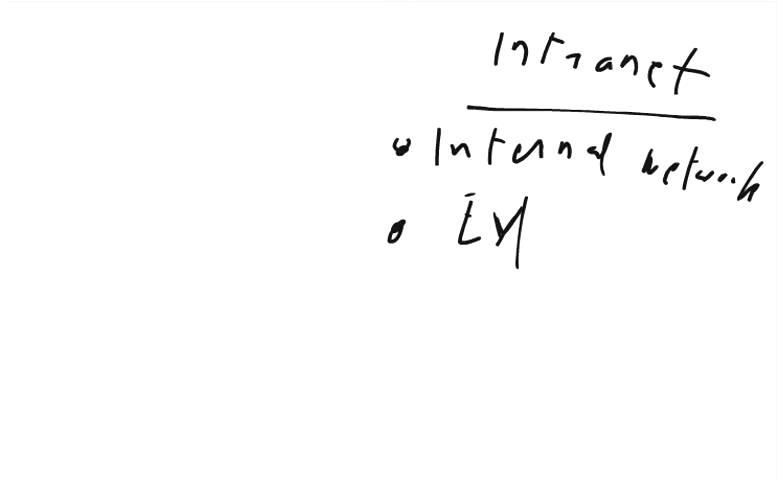 Intranet
• Internal network
•